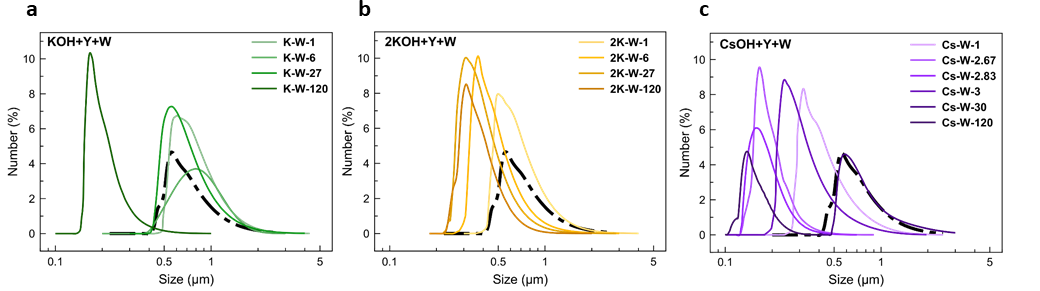 a
KOH+Y+W
K-W-1
K-W-6
K-W-27
K-W-120
Number (%)
10
8
6
4
2
0
0.1
0.5
1
5
Size (μm)
b
2KOH+Y+W
2K-W-1
2K-W-6
2K-W-27
2K-W-120
Number (%)
10
8
6
4
2
0
0.1
0.5
1
5
Size (μm)
c
CsOH+Y+W
Cs-W-1
Cs-W-2.67
Cs-W-2.83
Cs-W-3
Cs-W-30
Cs-W-120
Number (%)
10
8
6
4
2
0
0.1
0.5
1
5
Size (μm)